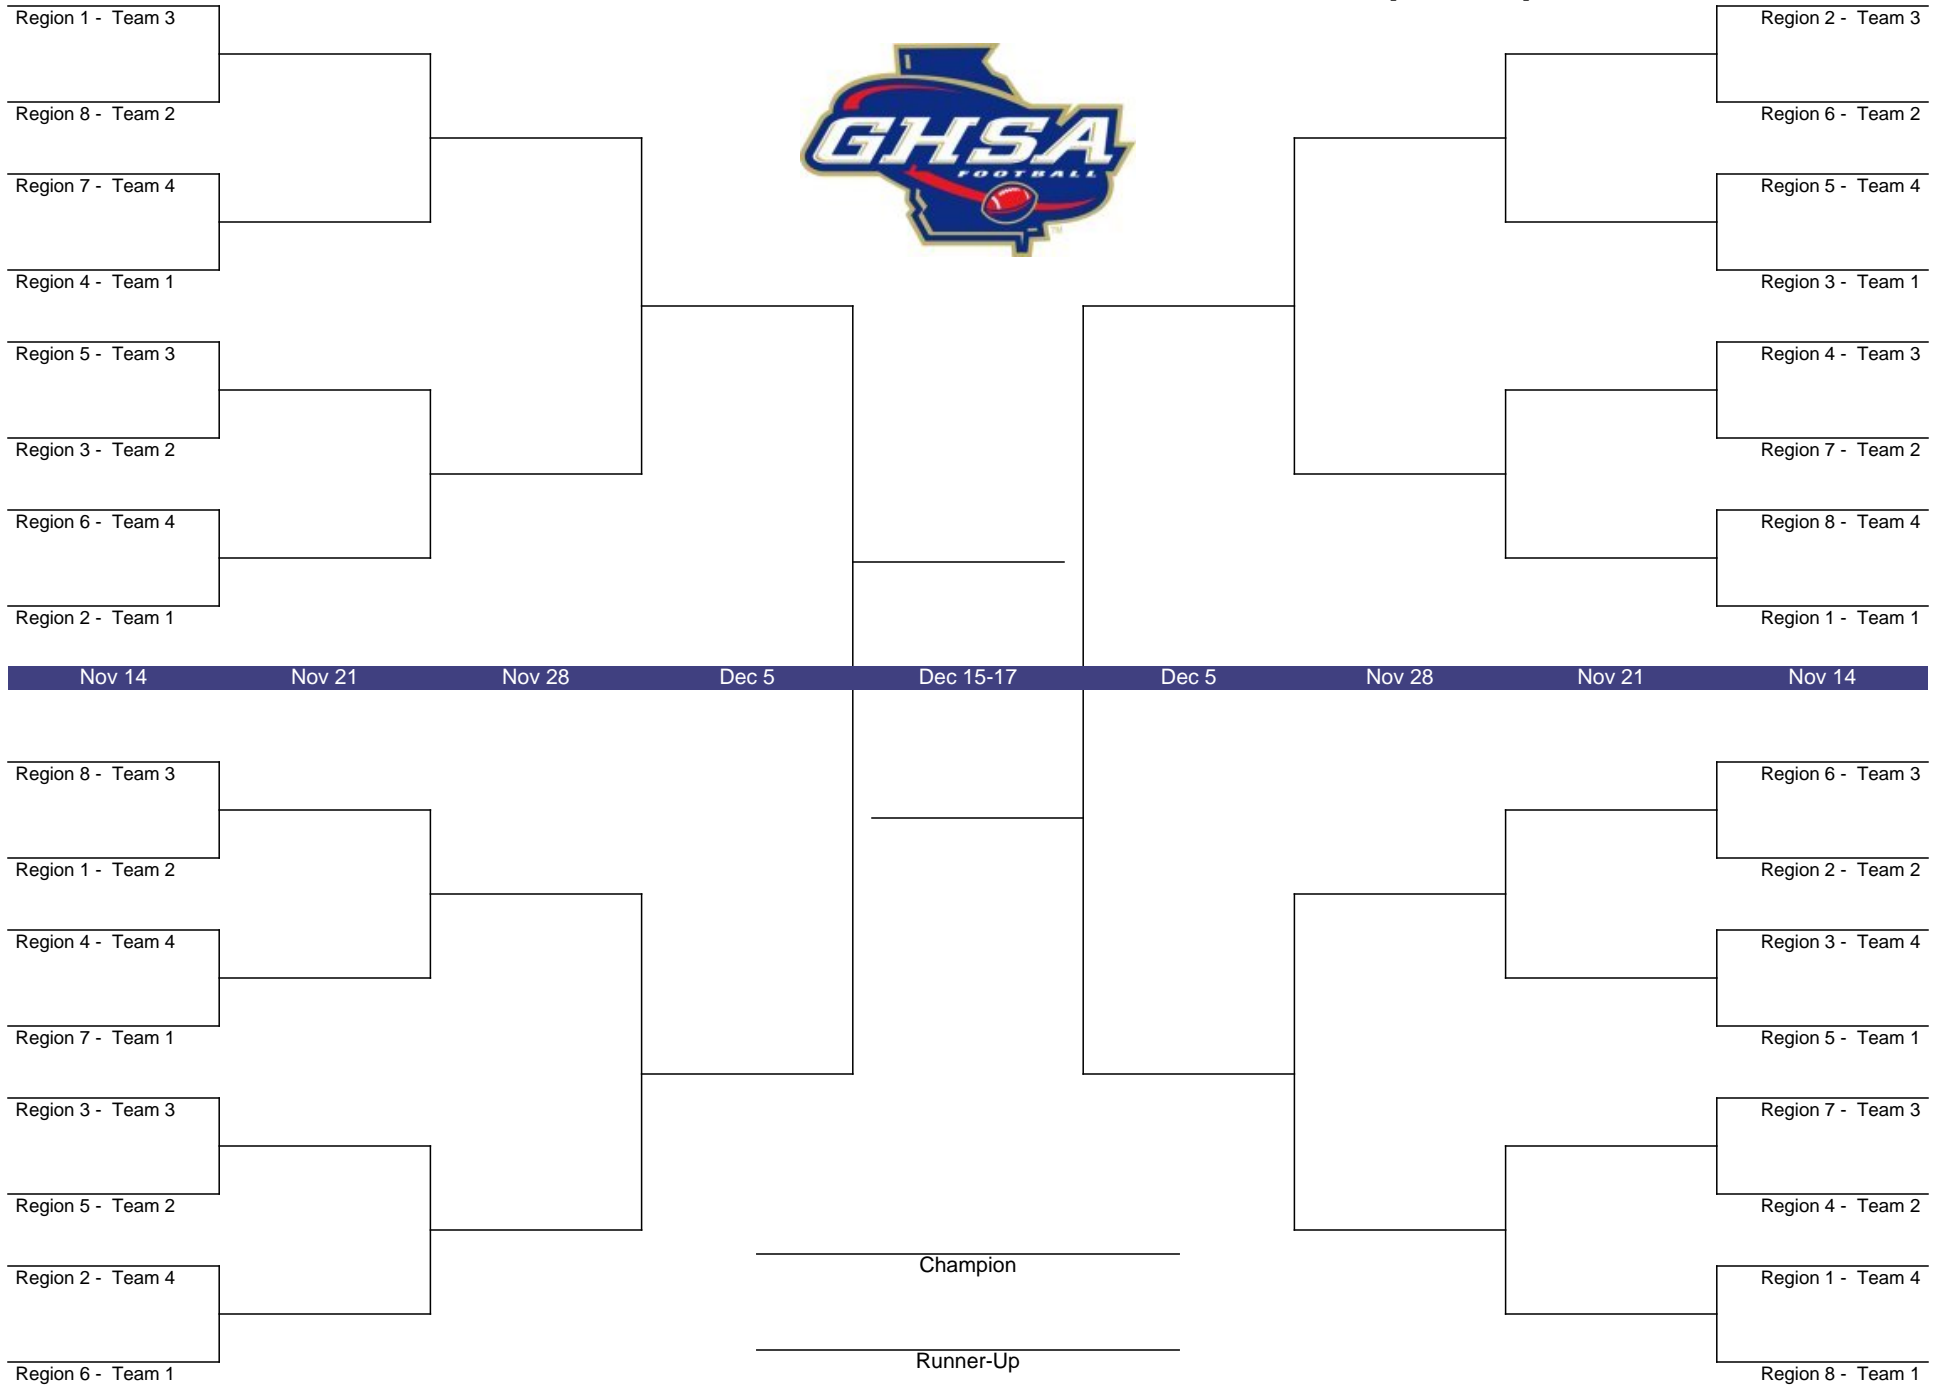 Region 1 - Team 3
Region 2 - Team 3
Region 8 - Team 2
Region 6 - Team 2
GHSA
FOOTBALL
TM
Region 7 - Team 4
Region 5 - Team 4
Region 4 - Team 1
Region 3 - Team 1
Region 5 - Team 3
Region 4 - Team 3
Region 3 - Team 2
Region 7 - Team 2
Region 6 - Team 4
Region 8 - Team 4
Region 2 - Team 1
Region 1 - Team 1
Nov 14 Nov 21 Nov 28 Dec 5 Dec 15-17 Dec 5 Nov 28 Nov 21 Nov 14
Region 8 - Team 3
Region 6 - Team 3
Region 1 - Team 2
Region 2 - Team 2
Region 4 - Team 4
Region 3 - Team 4
Region 7 - Team 1
Region 5 - Team 1
Region 3 - Team 3
Region 7 - Team 3
Region 5 - Team 2
Region 4 - Team 2
Champion
Region 2 - Team 4
Region 1 - Team 4
Runner-Up
Region 6 - Team 1
Region 8 - Team 1